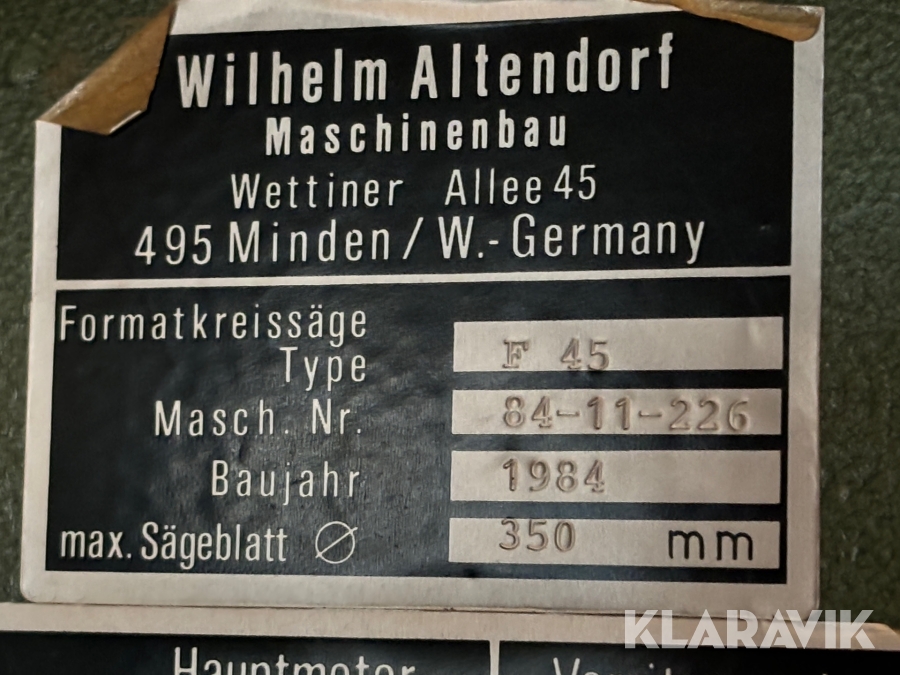 Wilhelm Altendorf
Maschinenbau
Wettiner Allee 45
495 Minden / W.-Germany
Formatkreissäge
Type F 45
Masch. Nr. 84-11-226
Baujahr 1984
max. Sägeblatt Ø 350 mm
KLARAVIK
Hauptmotor